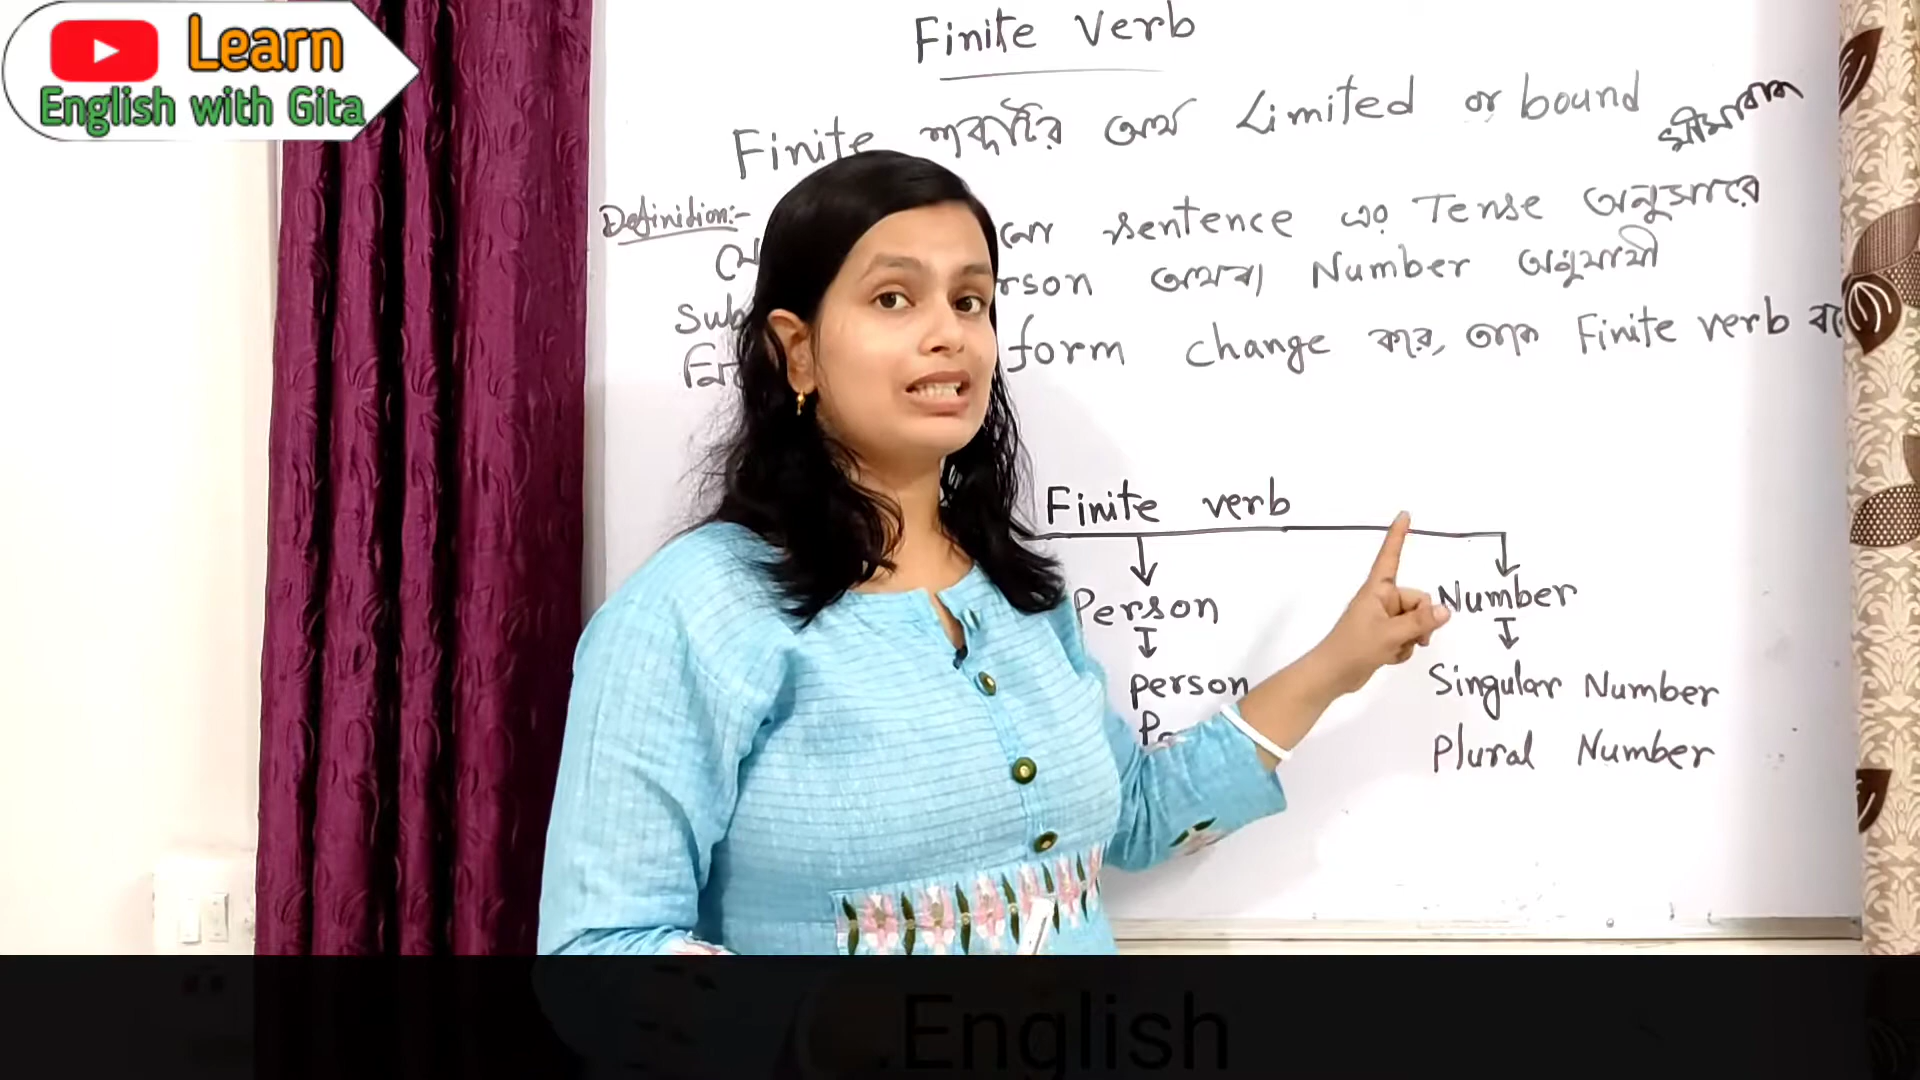 Learn
English with Gita
Finite Verb
Finite শব্দটির অর্থ Limited or bound সীমাবদ্ধ
Definition:-
sentence এর Tense অনুসারে
অথবা Number অনুযায়ী
form change করে, তাকে Finite verb
Finite verb
Person
Number
person
Singular Number
Plural Number
.English